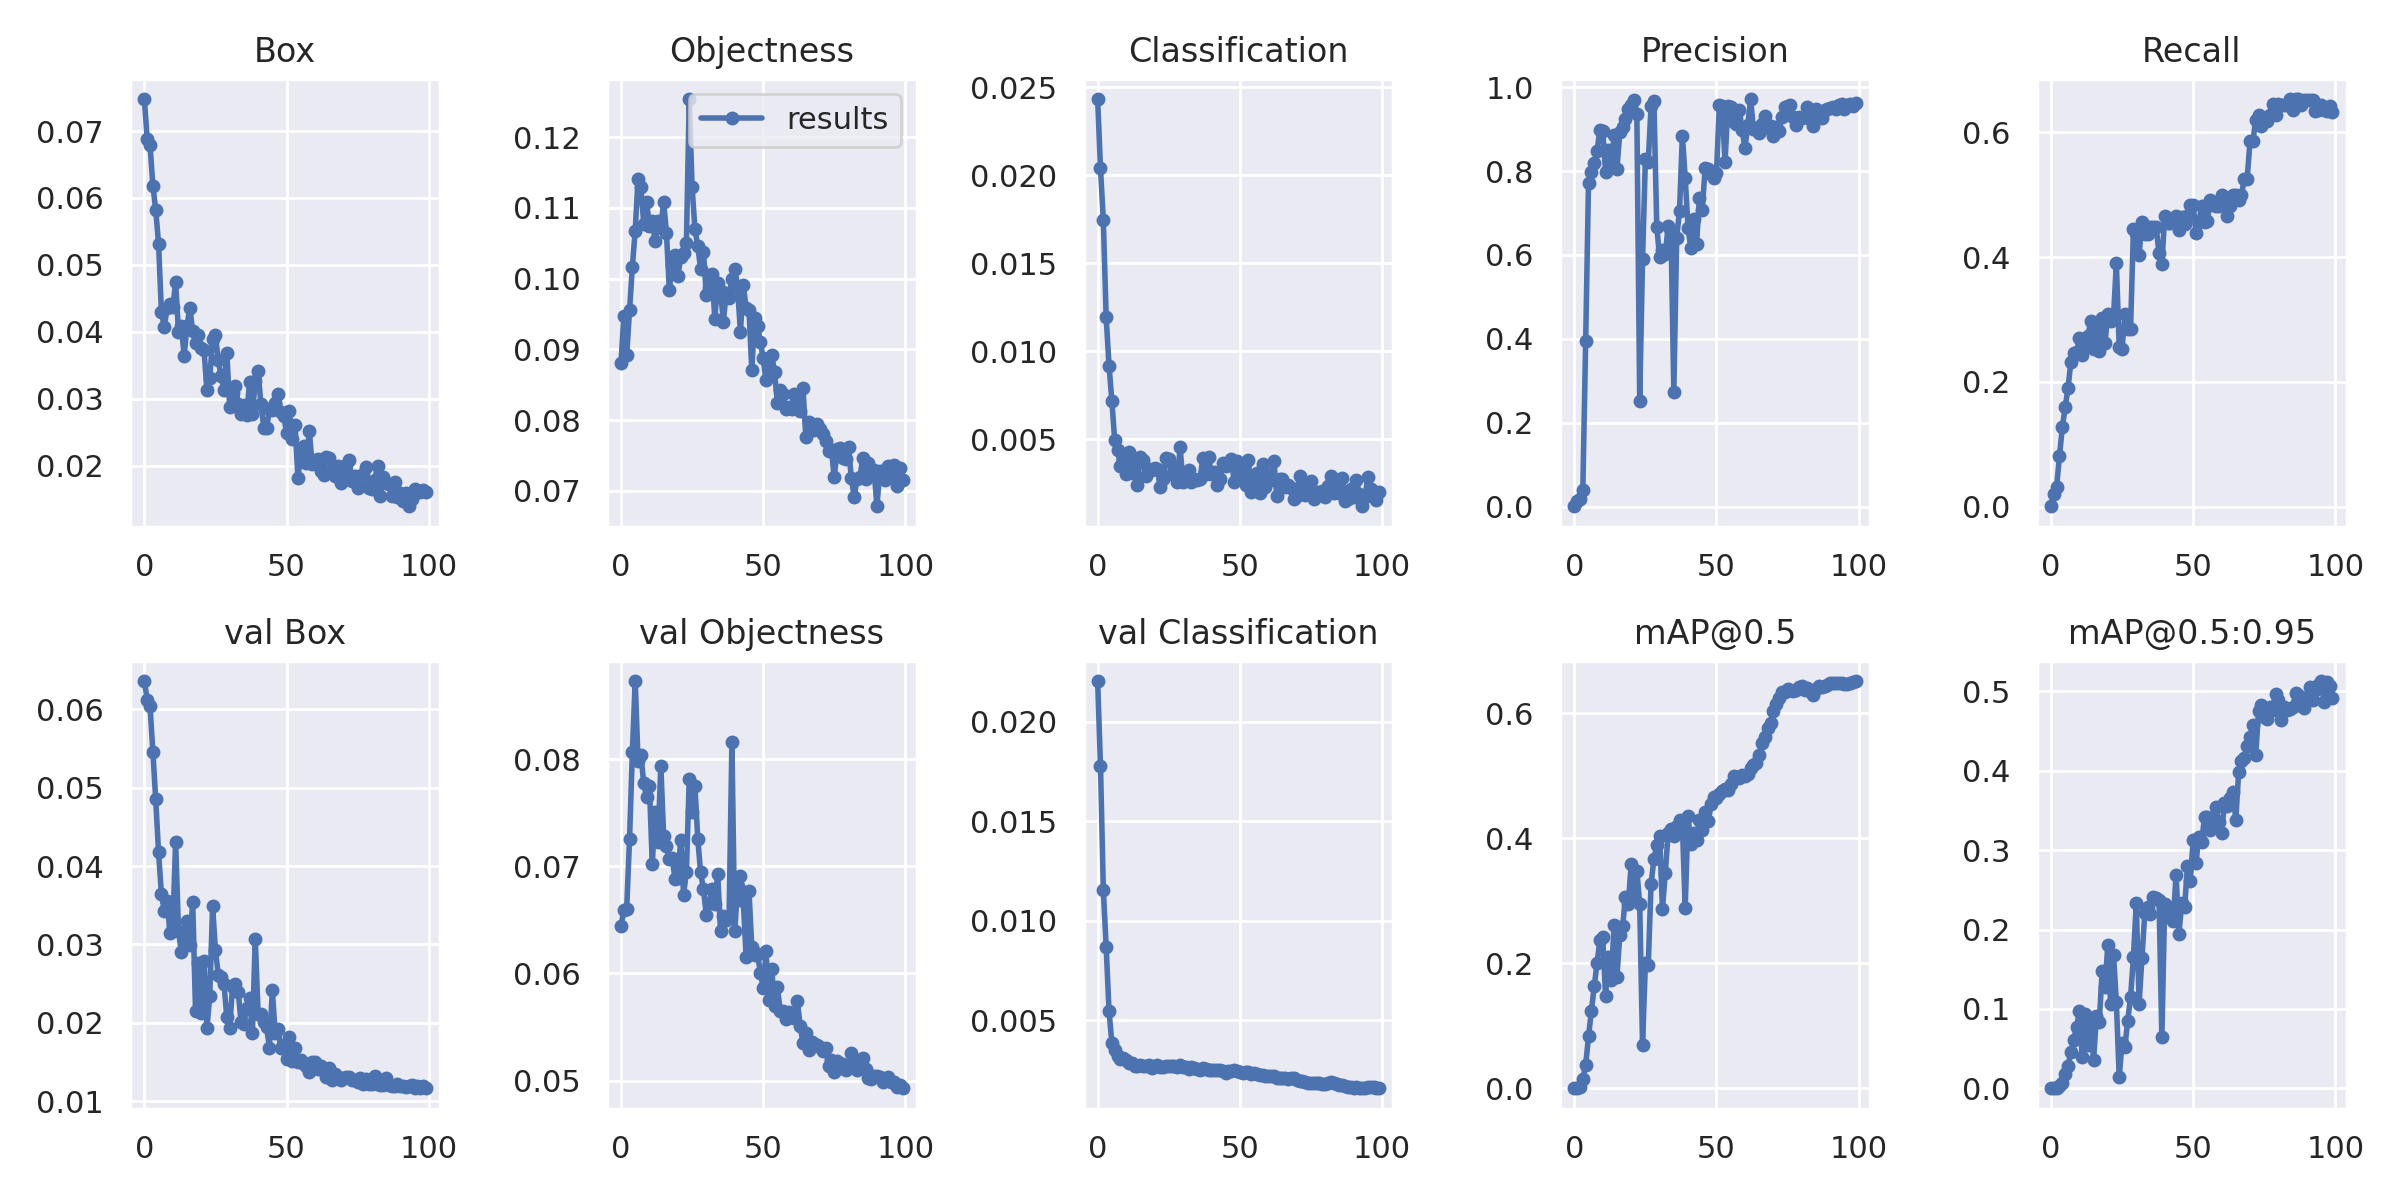 Box
Objectness
Classification
Precision
Recall
0.07
0.06
0.05
0.04
0.03
0.02
0 50 100
results
0.12
0.11
0.10
0.09
0.08
0.07
0 50 100
0.025
0.020
0.015
0.010
0.005
0 50 100
1.0
0.8
0.6
0.4
0.2
0.0
0 50 100
0.6
0.4
0.2
0.0
0 50 100
val Box
val Objectness
val Classification
mAP@0.5
mAP@0.5:0.95
0.06
0.05
0.04
0.03
0.02
0.01
0 50 100
0.08
0.07
0.06
0.05
0 50 100
0.020
0.015
0.010
0.005
0 50 100
0.6
0.4
0.2
0.0
0 50 100
0.5
0.4
0.3
0.2
0.1
0.0
0 50 100